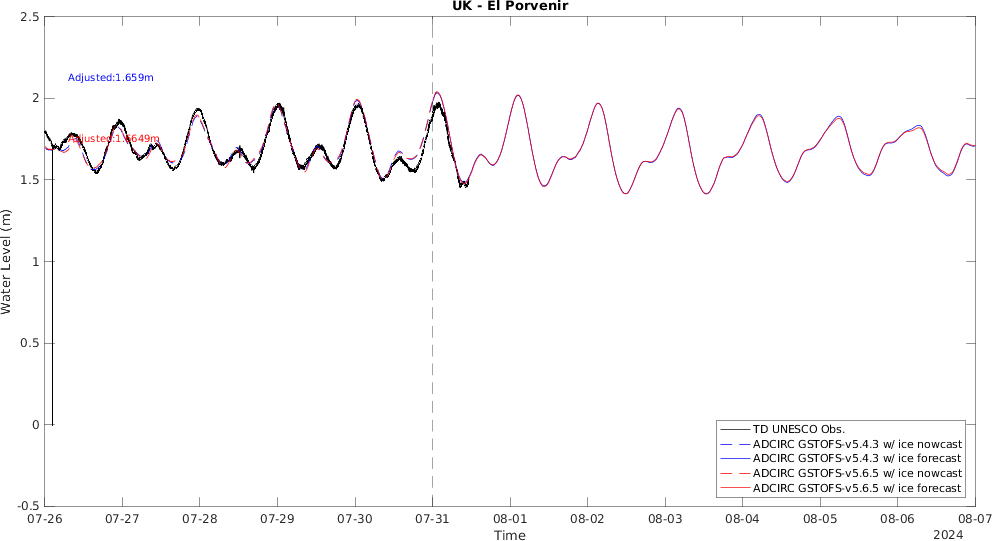 UK - El Porvenir
2.5
2
1.5
1
0.5
0
-0.5
Water Level (m)
Adjusted:1.659m
Adjusted:1.6649m
TD UNESCO Obs.
ADCIRC GSTOFS-v5.4.3 w/ ice nowcast
ADCIRC GSTOFS-v5.4.3 w/ ice forecast
ADCIRC GSTOFS-v5.6.5 w/ ice nowcast
ADCIRC GSTOFS-v5.6.5 w/ ice forecast
07-26 07-27 07-28 07-29 07-30 07-31 08-01 08-02 08-03 08-04 08-05 08-06 08-07
Time
2024